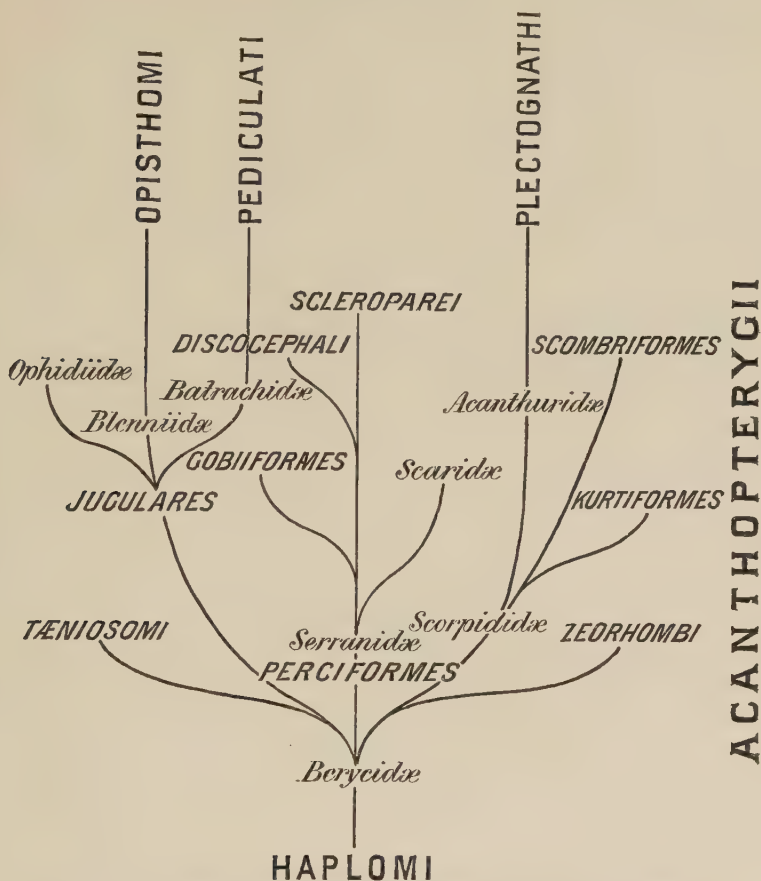 OPISTHOMI
PEDICULATI
PLECTOGNATHI
SCLEROPAREI
DISCOCEPHALI
SCOMBRIFORMES
Ophidiidæ
Batrachidæ
Acanthuridæ
Blenniidæ
GOBIIFORMES
Scaridæ
JUGULARES
KURTIFORMES
Scorpididæ
TÆNIOSOMI
Serranidæ
ZEORHOMBI
PERCIFORMES
Berycidæ
HAPLOMI
ACANTHOPTERYGII